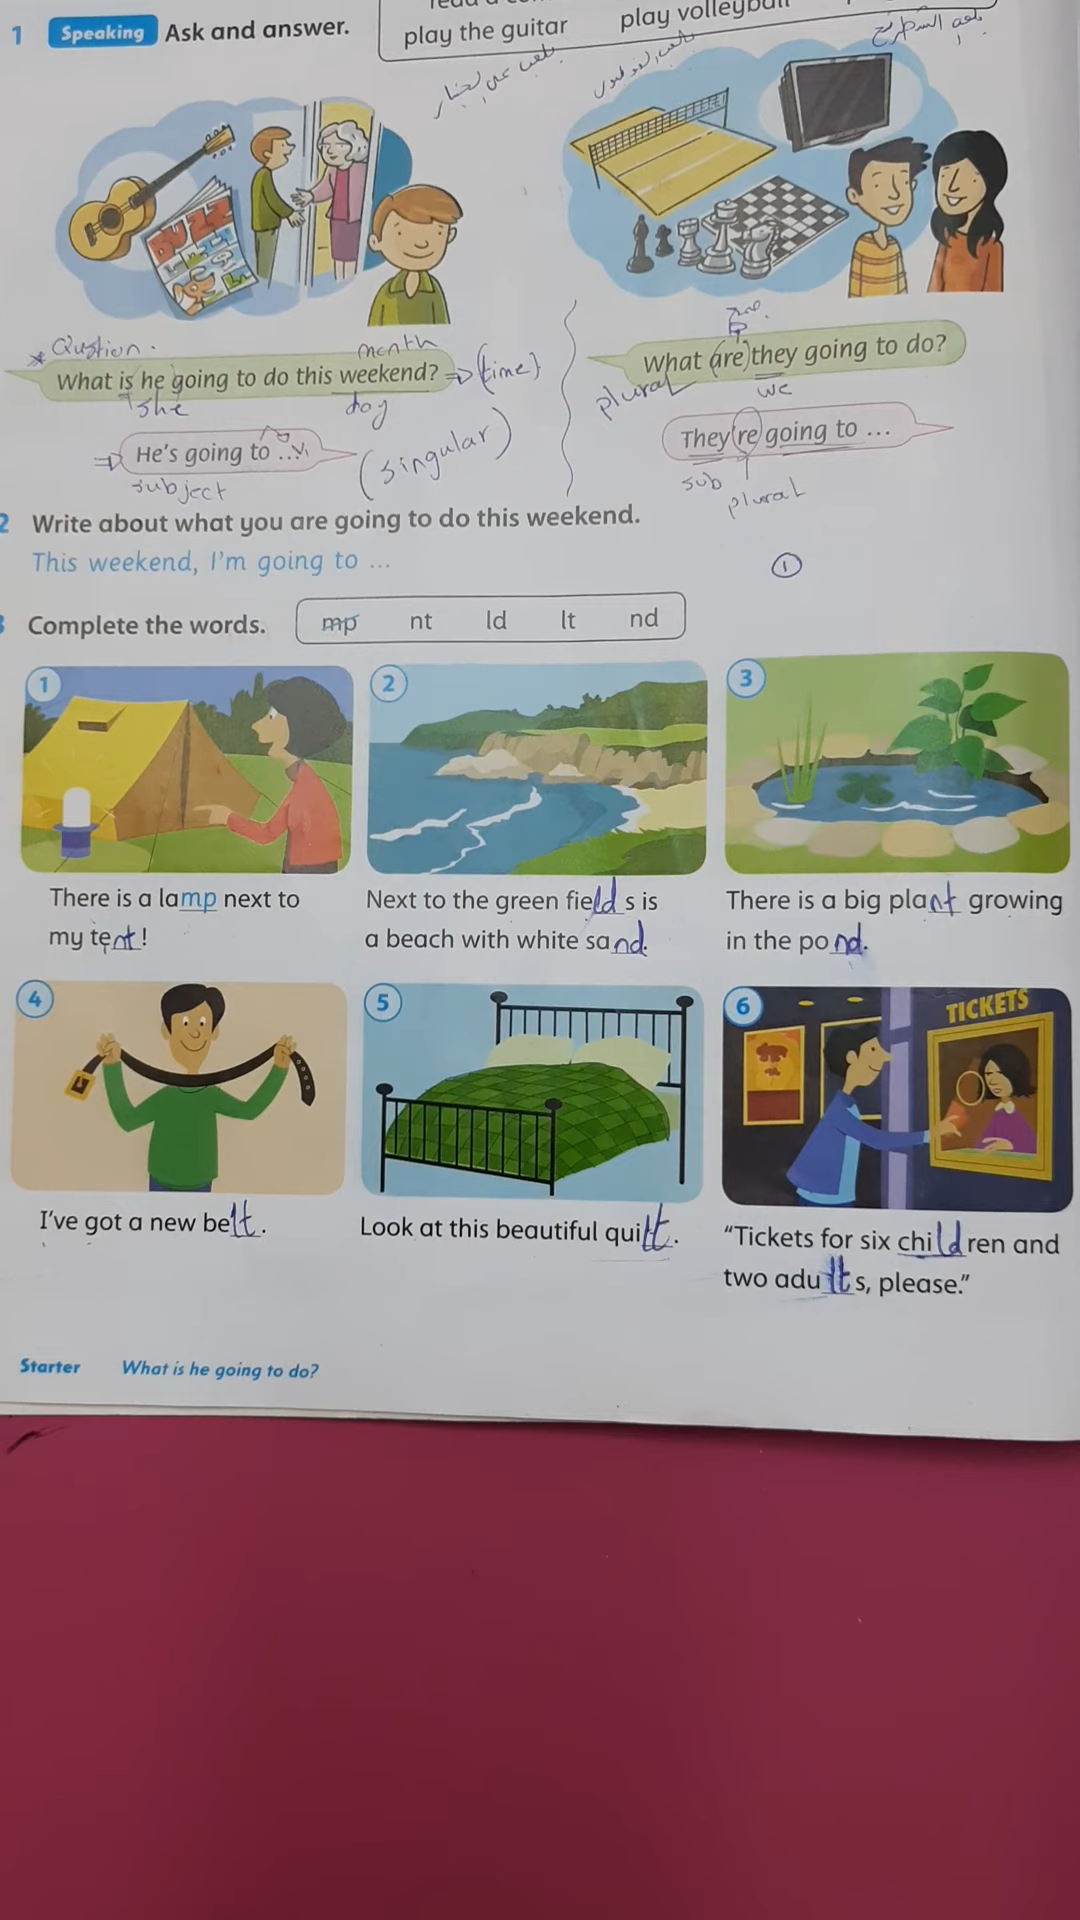 1 Speaking Ask and answer.
play the guitar play volleyball
يلعب الشطرنج
BUZZ
* Qustion.
month
What is he going to do this weekend? => (time)
she
day
=> He's going to ...
subject
(singular)
What are they going to do?
plural
we
They're going to ...
sub
plural
2 Write about what you are going to do this weekend.
This weekend, I'm going to ...
1
Complete the words.
mp nt ld lt nd
1
There is a lamp next to
my tent!
2
Next to the green fields is
a beach with white sand.
3
There is a big plant growing
in the pond.
4
I've got a new belt.
5
Look at this beautiful quilt.
6
TICKETS
"Tickets for six children and
two adults, please."
Starter What is he going to do?